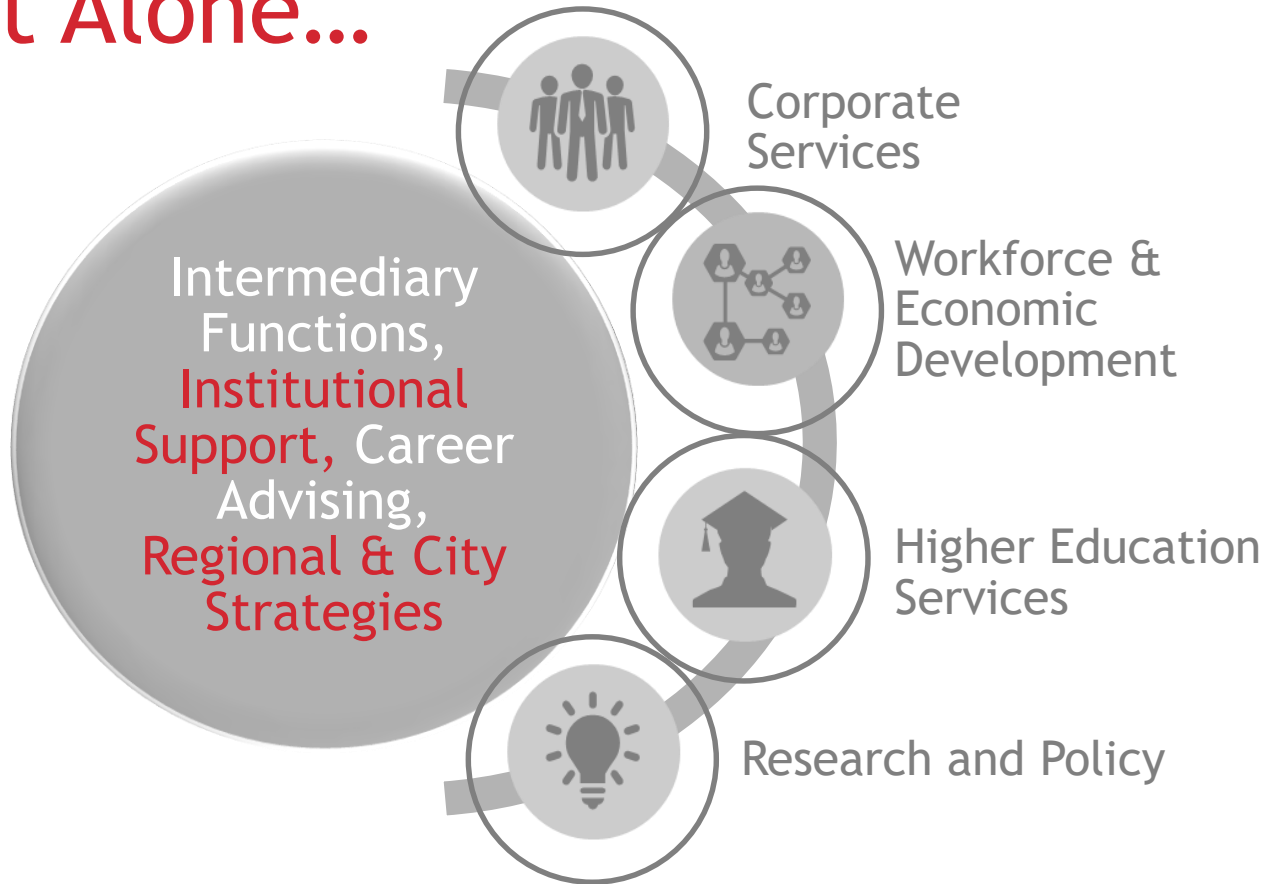 Alone…
Corporate
Services
Workforce &
Economic
Development
Intermediary
Functions,
Institutional
Support, Career
Advising,
Regional & City
Strategies
Higher Education
Services
Research and Policy